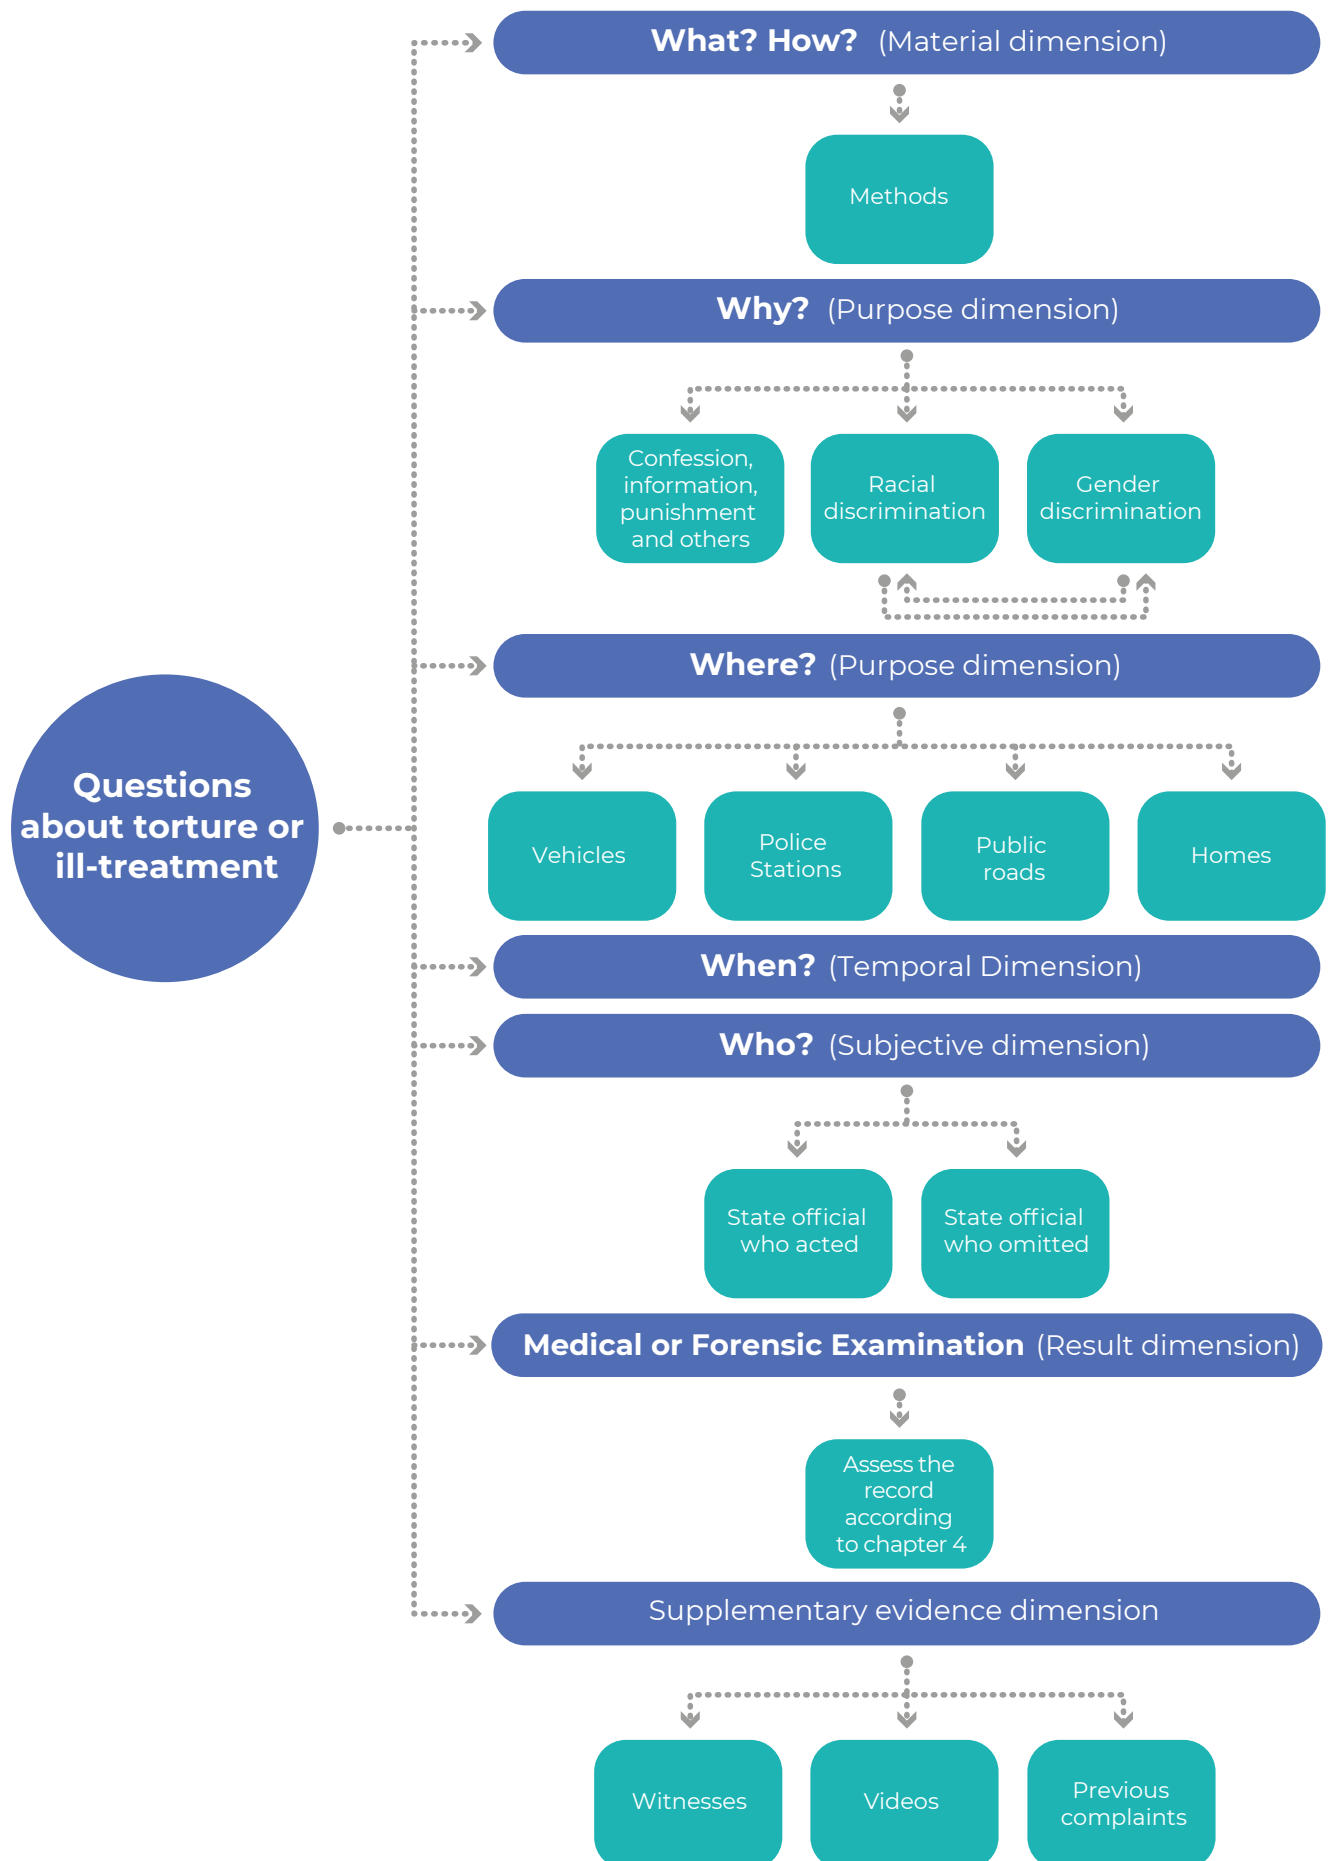 What? How? (Material dimension)
Methods
Why? (Purpose dimension)
Confession,
information,
punishment
and others
Racial
discrimination
Gender
discrimination
Where? (Purpose dimension)
Questions
about torture or
ill-treatment
Vehicles
Police
Stations
Public
roads
Homes
When? (Temporal Dimension)
Who? (Subjective dimension)
State official
who acted
State official
who omitted
Medical or Forensic Examination (Result dimension)
Assess the
record
according
to chapter 4
Supplementary evidence dimension
Witnesses
Videos
Previous
complaints